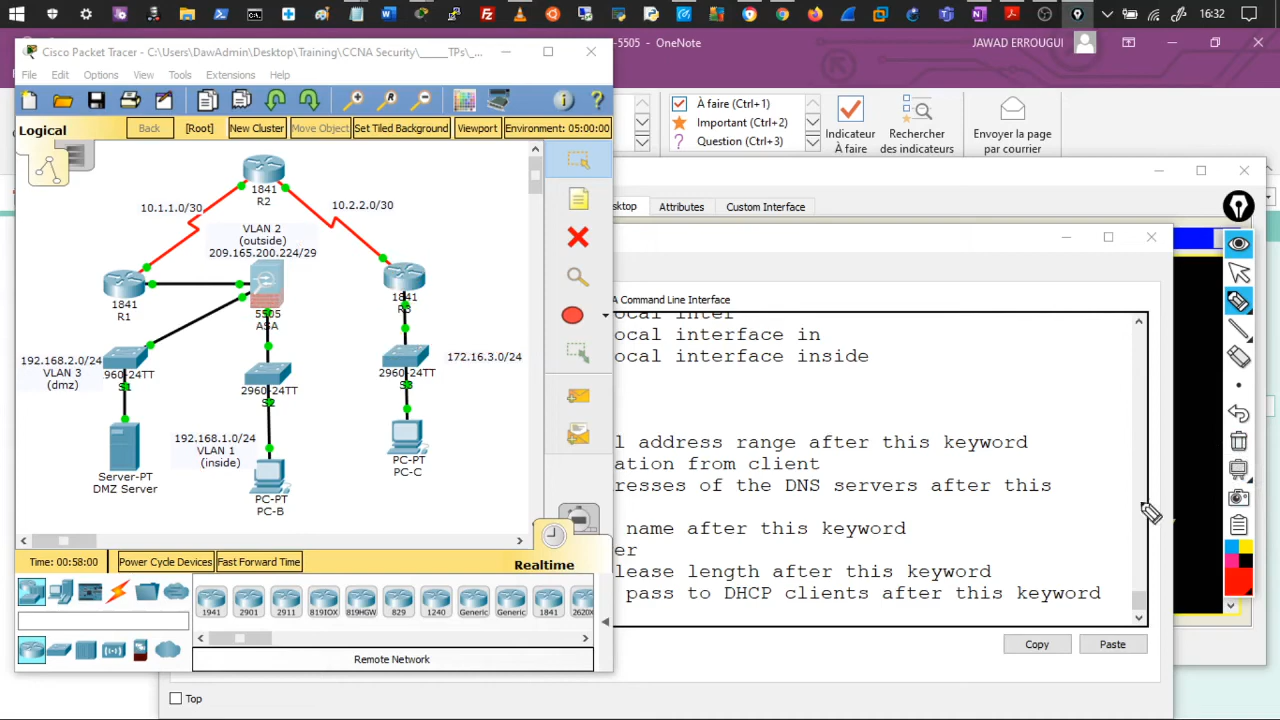 16:32
Cisco Packet Tracer - C:\Users\DawAdmin\Desktop\Training\CCNA Security\_____TPs\_...
-5505 - OneNote
JAWAD ERROUGUI
File Edit Options View Tools Extensions Help
À faire (Ctrl+1)
Important (Ctrl+2)
Question (Ctrl+3)
Indicateur
À faire
Rechercher
des indicateurs
Envoyer la page
par courrier
Logical
Back
[Root]
New Cluster
Move Object
Set Tiled Background
Viewport
Environment: 05:00:00
1841
R2
10.1.1.0/30
10.2.2.0/30
VLAN 2
(outside)
209.165.200.224/29
1841
R1
5505
ASA
1841
R3
192.168.2.0/24
VLAN 3
(dmz)
960-24TT
S1
2960-24TT
S2
2960-24TT
S3
172.16.3.0/24
192.168.1.0/24
VLAN 1
(inside)
Server-PT
DMZ Server
PC-PT
PC-B
PC-PT
PC-C
Time: 00:58:00
Power Cycle Devices
Fast Forward Time
Realtime
1941
2901
2911
819IOX
819HGW
829
1240
Generic
Generic
1841
2620X
Remote Network
sktop
Attributes
Custom Interface
A Command Line Interface
ocal inter
ocal interface in
ocal interface inside
l address range after this keyword
ation from client
resses of the DNS servers after this
name after this keyword
er
lease length after this keyword
pass to DHCP clients after this keyword
Copy
Paste
Top